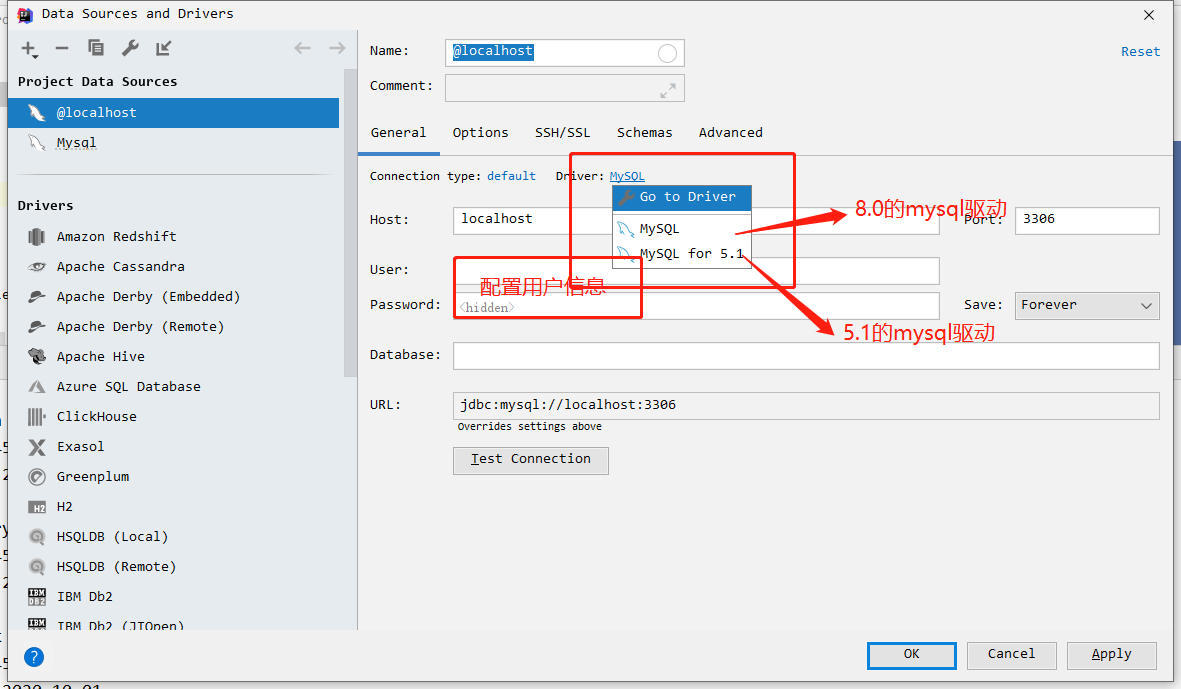 Data Sources and Drivers
Project Data Sources
@localhost
Mysql
Drivers
Amazon Redshift
Apache Cassandra
Apache Derby (Embedded)
Apache Derby (Remote)
Apache Hive
Azure SQL Database
ClickHouse
Exasol
Greenplum
H2
HSQLDB (Local)
HSQLDB (Remote)
IBM Db2
IBM Db2 (JTOpen)
Name: @localhost
Reset
Comment:
General Options SSH/SSL Schemas Advanced
Connection type: default Driver: MySQL
Go to Driver
MySQL
MySQL for 5.1
8.0的mysql驱动
5.1的mysql驱动
Host: localhost Port: 3306
User:
配置用户信息
Password: <hidden> Save: Forever
Database:
URL: jdbc:mysql://localhost:3306
Overrides settings above
Test Connection
?
OK Cancel Apply